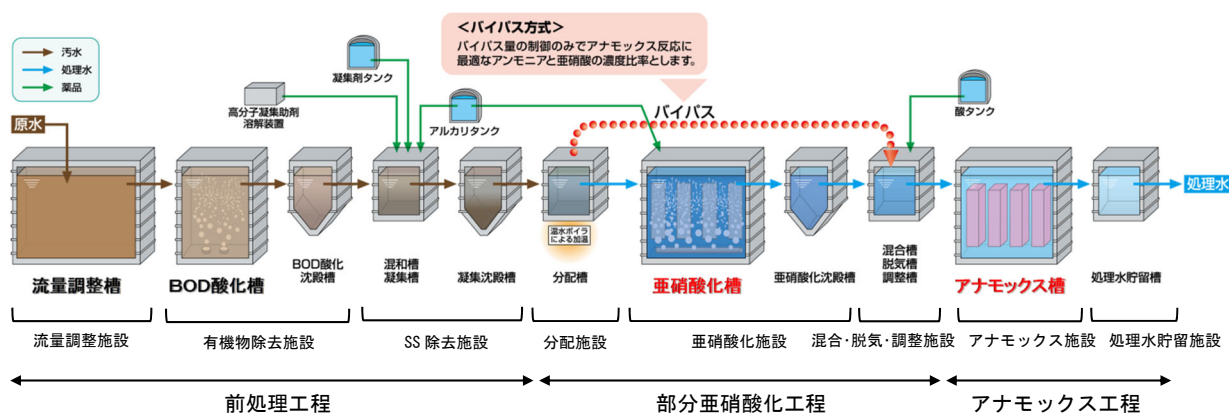 ＜バイパス方式＞
バイパス量の制御のみでアナモックス反応に
最適なアンモニアと亜硝酸の濃度比率とします。
汚水
処理水
薬品
凝集剤タンク
高分子凝集助剤
溶解装置
アルカリタンク
バイパス
酸タンク
原水
処理水
温水ボイラ
による加温
流量調整槽
BOD酸化槽
BOD酸化
沈殿槽
混和槽
凝集槽
凝集沈殿槽
分配槽
亜硝酸化槽
亜硝酸化沈殿槽
混合槽
脱気槽
調整槽
アナモックス槽
処理水貯留槽
流量調整施設
有機物除去施設
SS除去施設
分配施設
亜硝酸化施設
混合・脱気・調整施設
アナモックス施設
処理水貯留施設
前処理工程
部分亜硝酸化工程
アナモックス工程